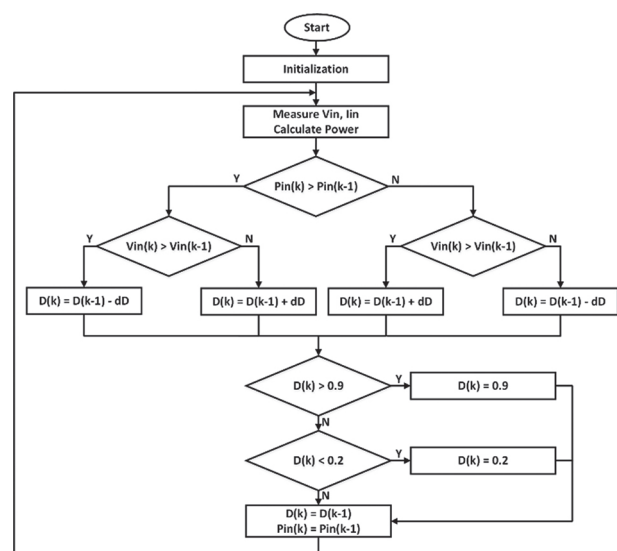 Start
Initialization
Measure Vin, Iin
Calculate Power
Pin(k) > Pin(k-1)
Y
N
Vin(k) > Vin(k-1)
Y
N
Vin(k) > Vin(k-1)
Y
N
D(k) = D(k-1) - dD
D(k) = D(k-1) + dD
D(k) = D(k-1) + dD
D(k) = D(k-1) - dD
D(k) > 0.9
Y
D(k) = 0.9
N
D(k) < 0.2
Y
D(k) = 0.2
N
D(k) = D(k-1)
Pin(k) = Pin(k-1)